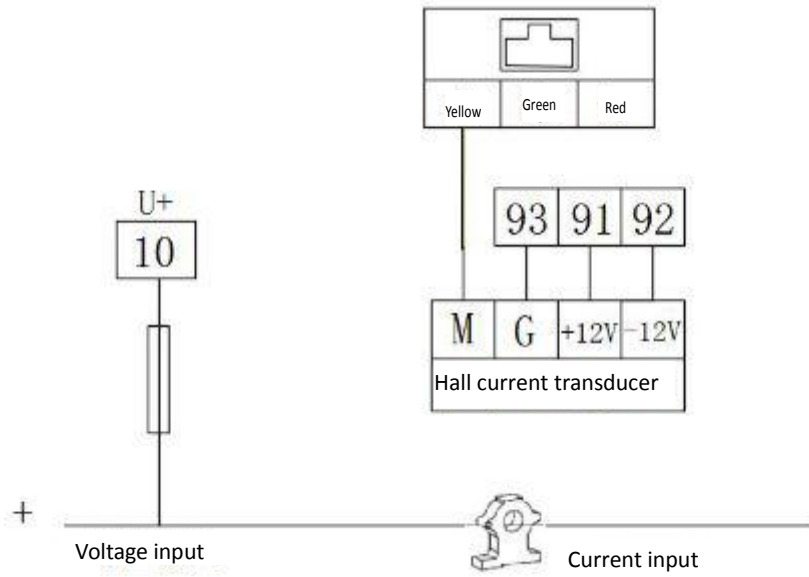 Yellow Green Red
U+
10
93 91 92
M G +12V -12V
Hall current transducer
+
Voltage input
Current input